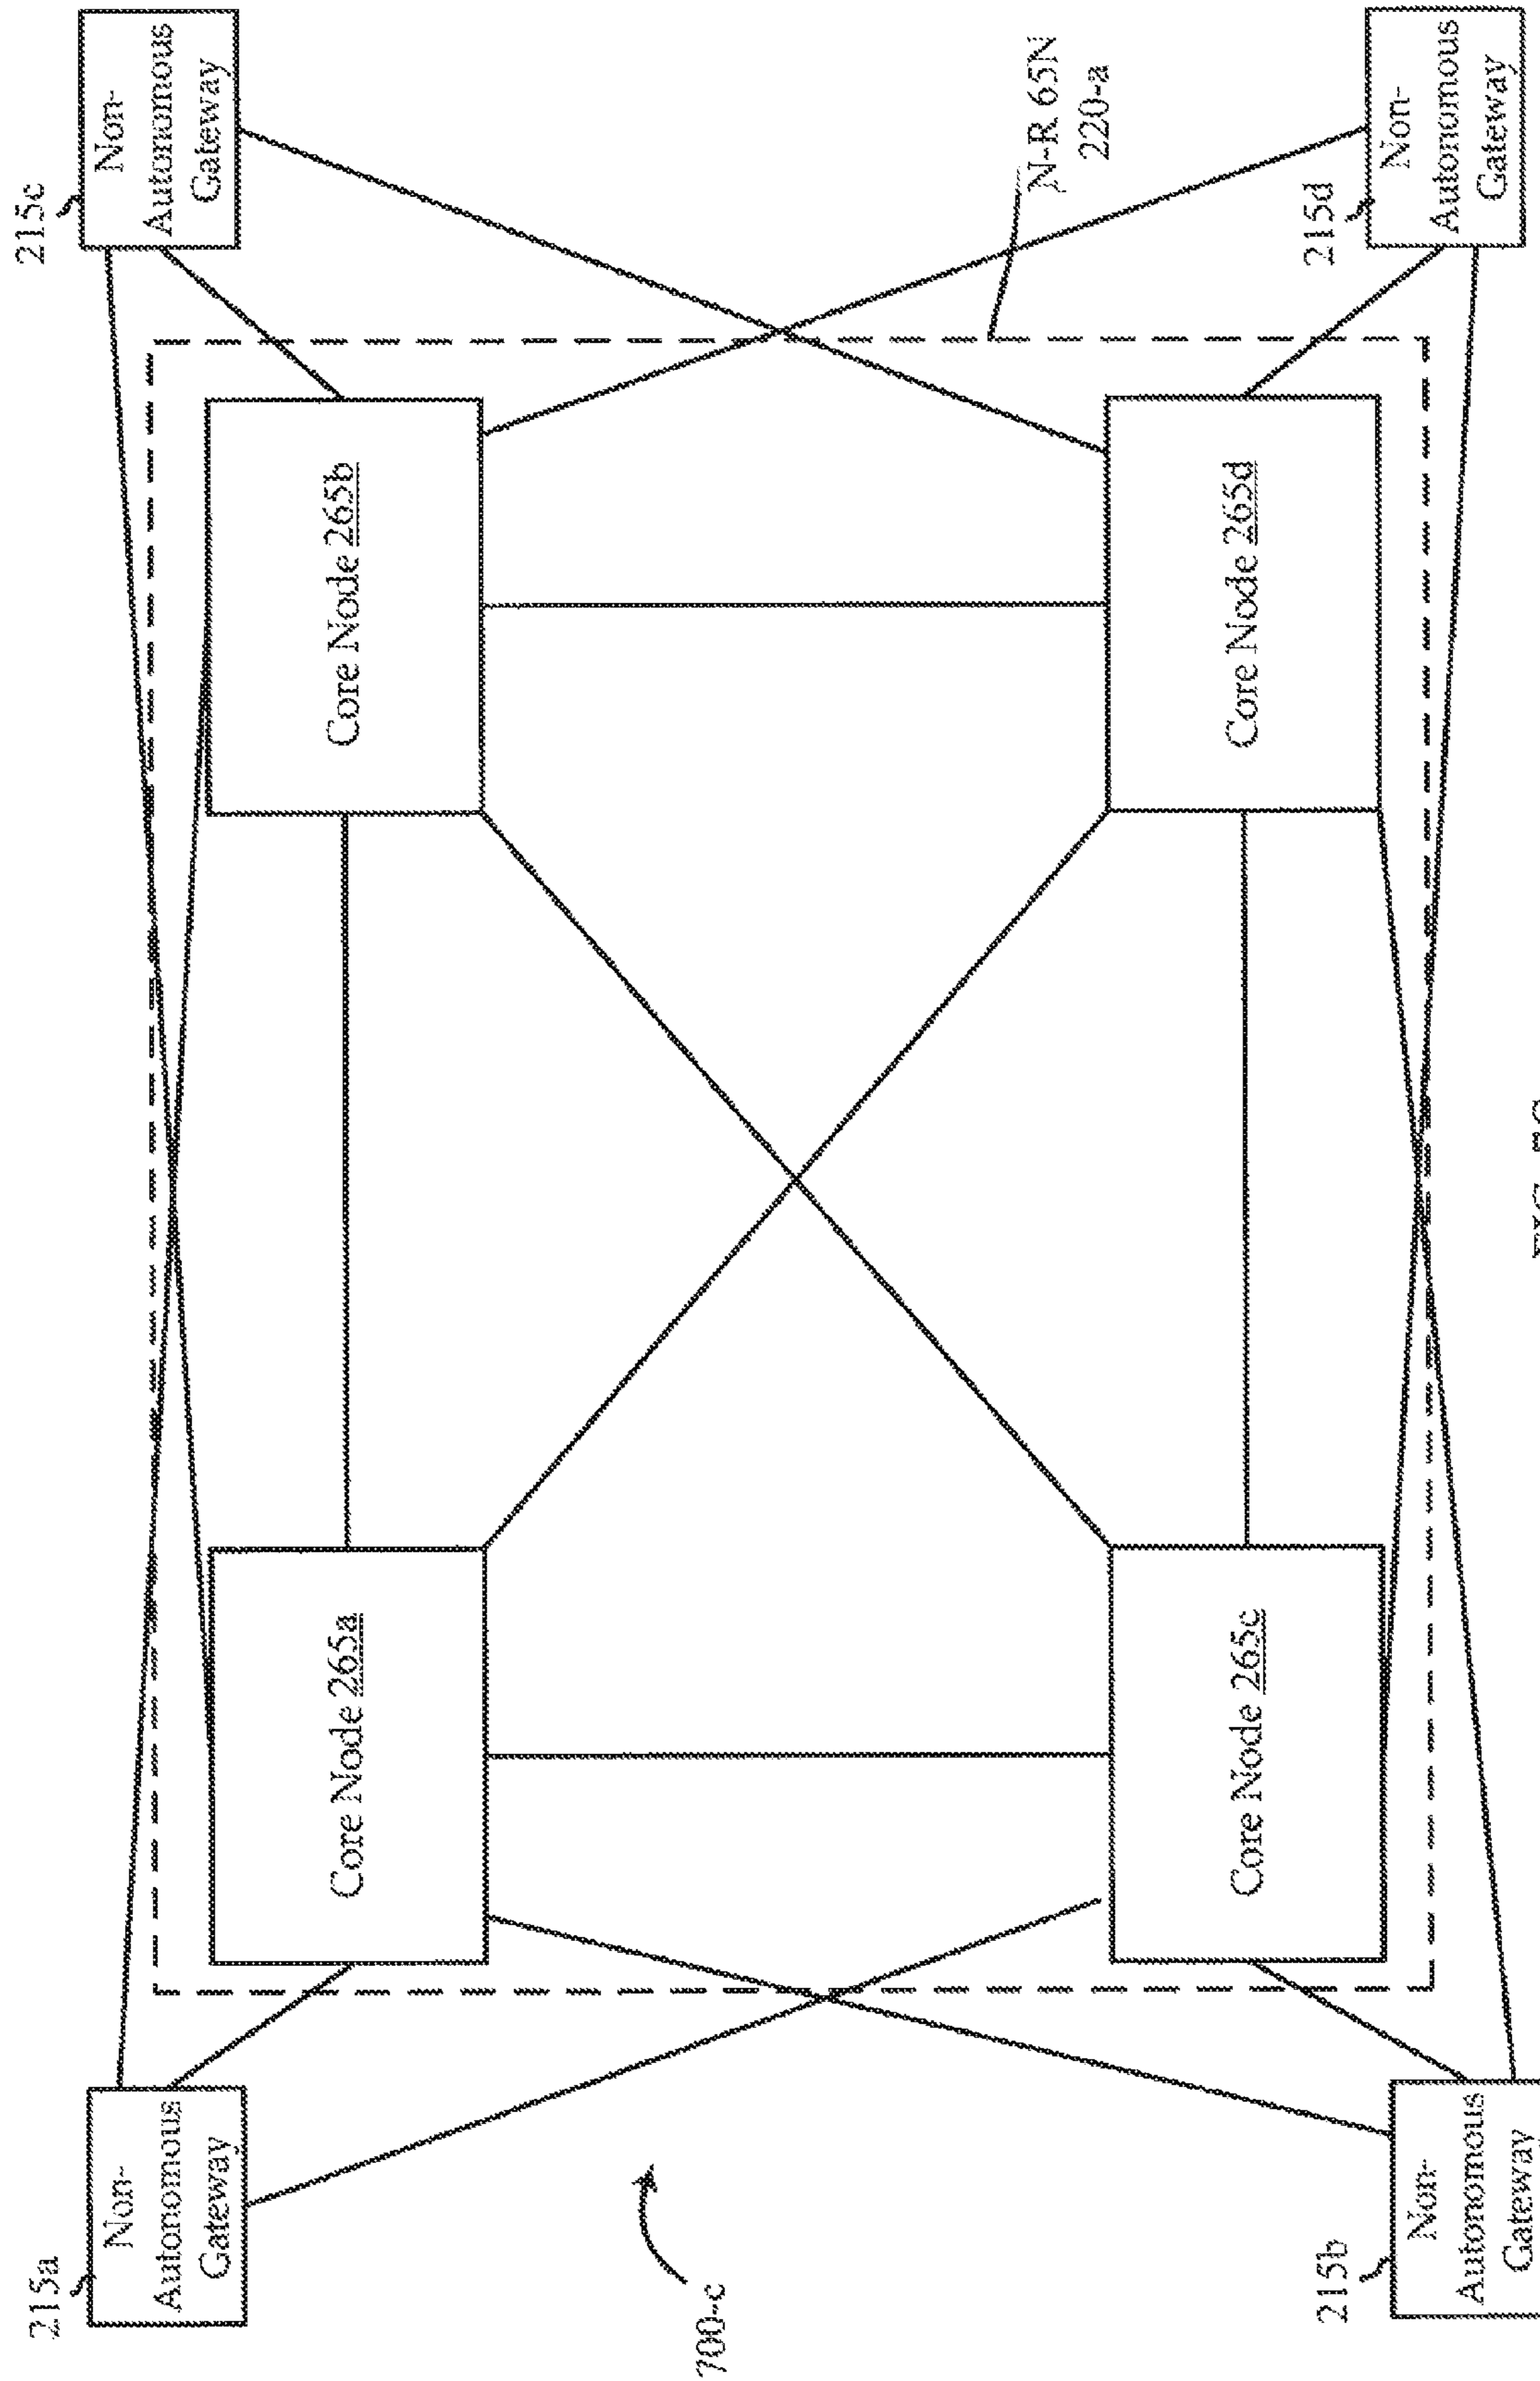 215a
Non-
Autonomous
Gateway
215c
Non-
Autonomous
Gateway
Core Node 265a
Core Node 265b
700-c
N-R 65N
220-a
Core Node 265c
Core Node 265d
215b
Non-
Autonomous
Gateway
215d
Non-
Autonomous
Gateway